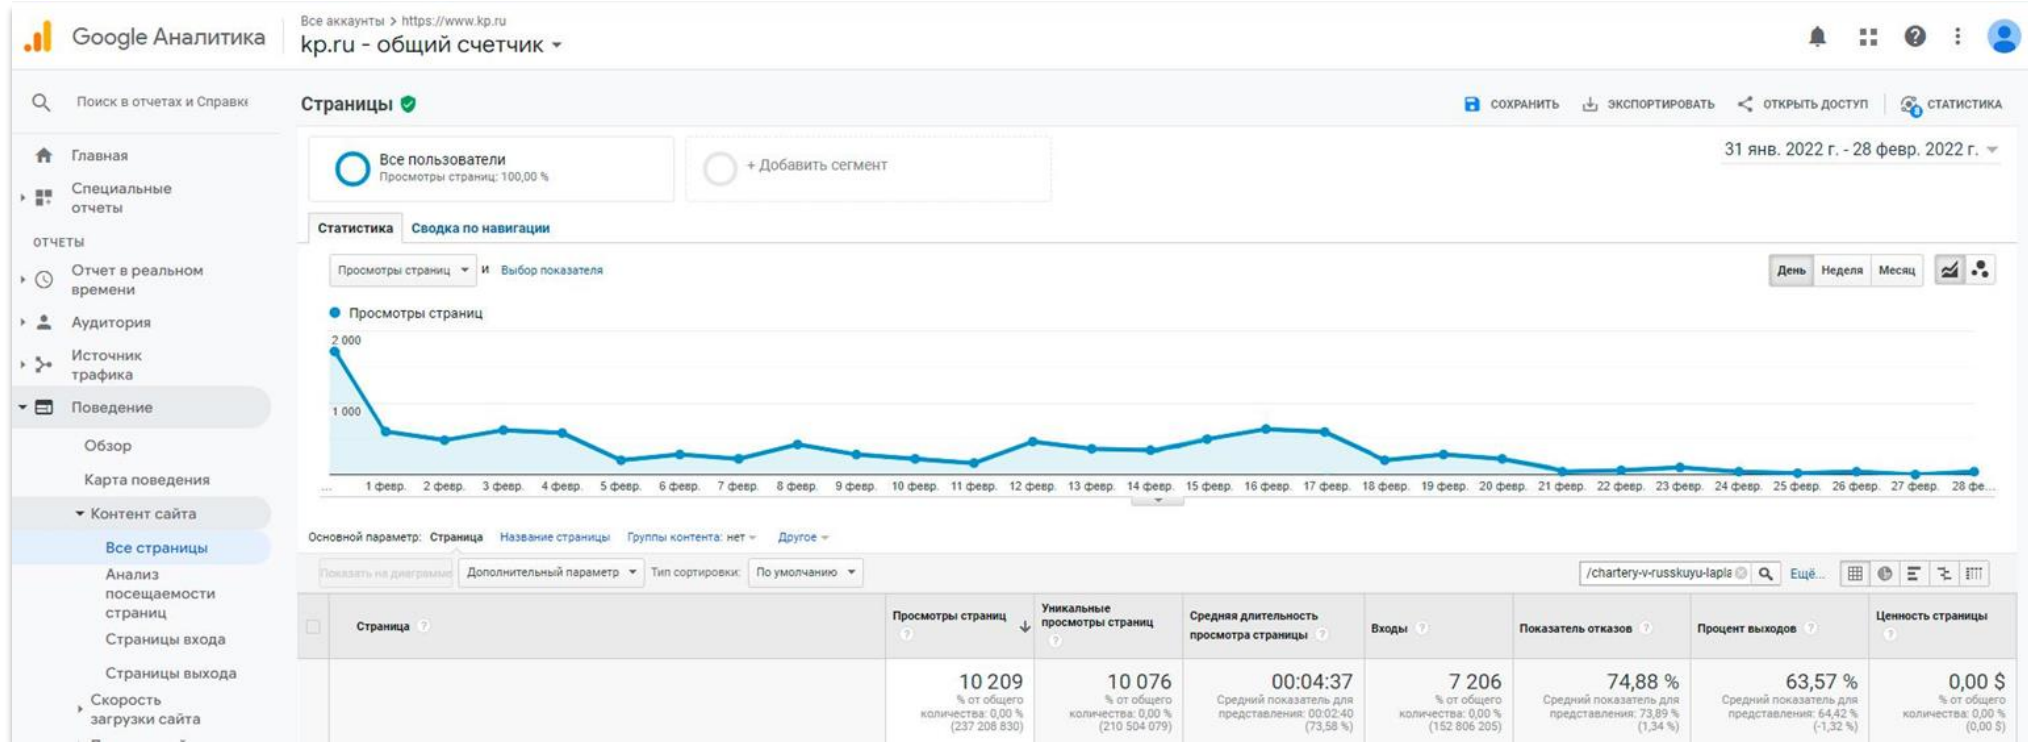 Google Аналитика
Все аккаунты > https://www.kp.ru
kp.ru - общий счетчик
Поиск в отчетах и Справке
Страницы
СОХРАНИТЬ
ЭКСПОРТИРОВАТЬ
ОТКРЫТЬ ДОСТУП
СТАТИСТИКА
Главная
Специальные
отчеты
ОТЧЕТЫ
Отчет в реальном
времени
Аудитория
Источник
трафика
Поведение
Обзор
Карта поведения
Контент сайта
Все страницы
Анализ
посещаемости
страниц
Страницы входа
Страницы выхода
Скорость
загрузки сайта
Все пользователи
Просмотры страниц: 100,00 %
+ Добавить сегмент
31 янв. 2022 г. - 28 февр. 2022 г.
Статистика
Сводка по навигации
Просмотры страниц
и
Выбор показателя
День
Неделя
Месяц
Просмотры страниц
2 000
1 000
...
1 февр.
2 февр.
3 февр.
4 февр.
5 февр.
6 февр.
7 февр.
8 февр.
9 февр.
10 февр.
11 февр.
12 февр.
13 февр.
14 февр.
15 февр.
16 февр.
17 февр.
18 февр.
19 февр.
20 февр.
21 февр.
22 февр.
23 февр.
24 февр.
25 февр.
26 февр.
27 февр.
28 фе...
Основной параметр: Страница
Название страницы
Группы контента: нет
Другое
Показать на диаграмме
Дополнительный параметр
Тип сортировки:
По умолчанию
/chartery-v-russkuyu-lapla
Ещё...
Страница ?
Просмотры страниц
?
Уникальные
просмотры страниц
?
Средняя длительность
просмотра страницы ?
Входы ?
Показатель отказов ?
Процент выходов ?
Ценность страницы
?
10 209
% от общего
количества: 0,00 %
(237 208 830)
10 076
% от общего
количества: 0,00 %
(210 504 079)
00:04:37
Средний показатель для
представления: 00:02:40
(73,58 %)
7 206
% от общего
количества: 0,00 %
(152 806 205)
74,88 %
Средний показатель для
представления: 73,89 %
(1,34 %)
63,57 %
Средний показатель для
представления: 64,42 %
(-1,32 %)
0,00 $
% от общего
количества: 0,00 %
(0,00 $)